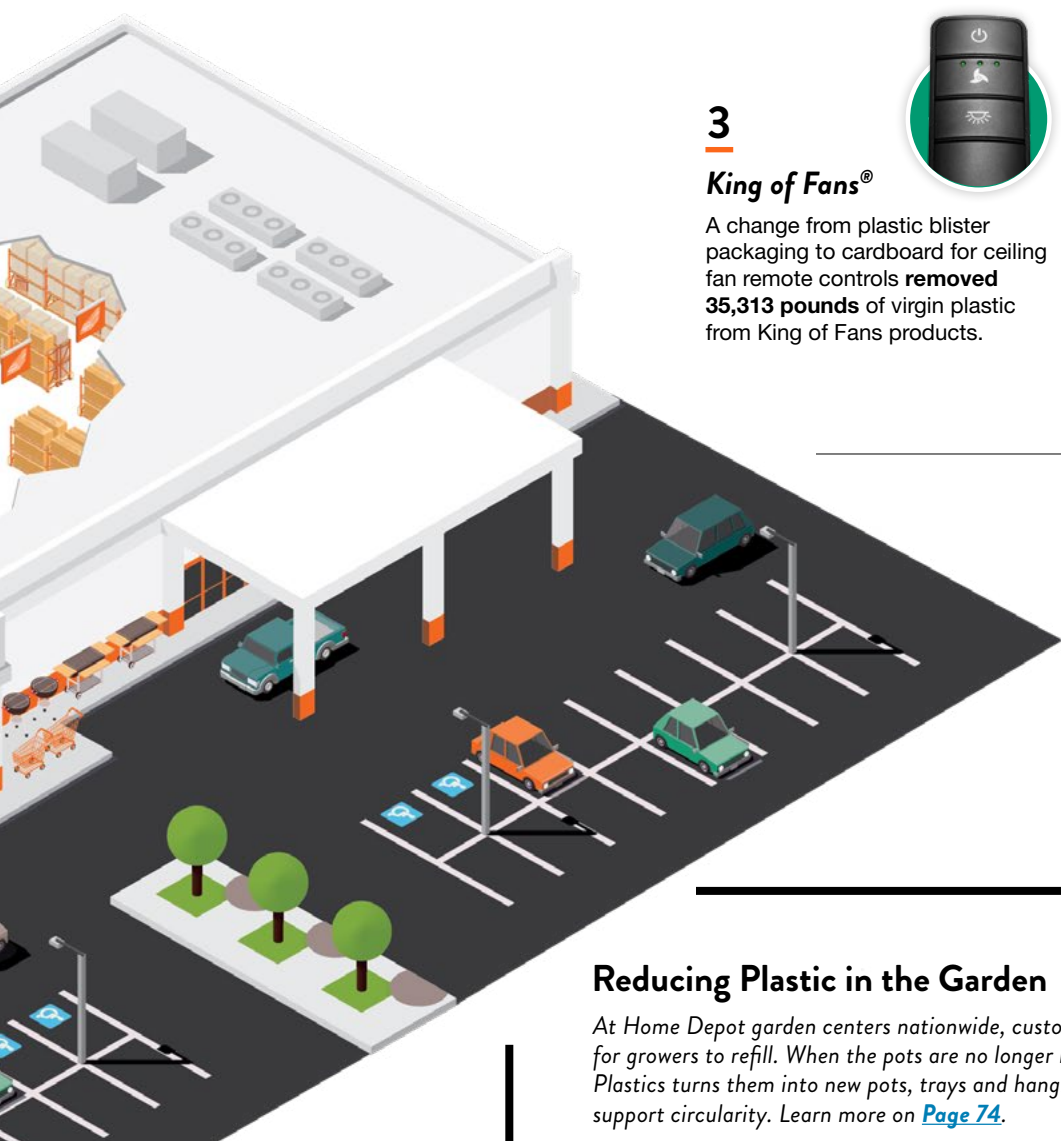 3
King of Fans®
A change from plastic blister
packaging to cardboard for ceiling
fan remote controls removed
35,313 pounds of virgin plastic
from King of Fans products.
Reducing Plastic in the Garden
At Home Depot garden centers nationwide,
for growers to refill. When the pots are no longer
Plastics turns them into new pots, trays and
support circularity. Learn more on Page 74.